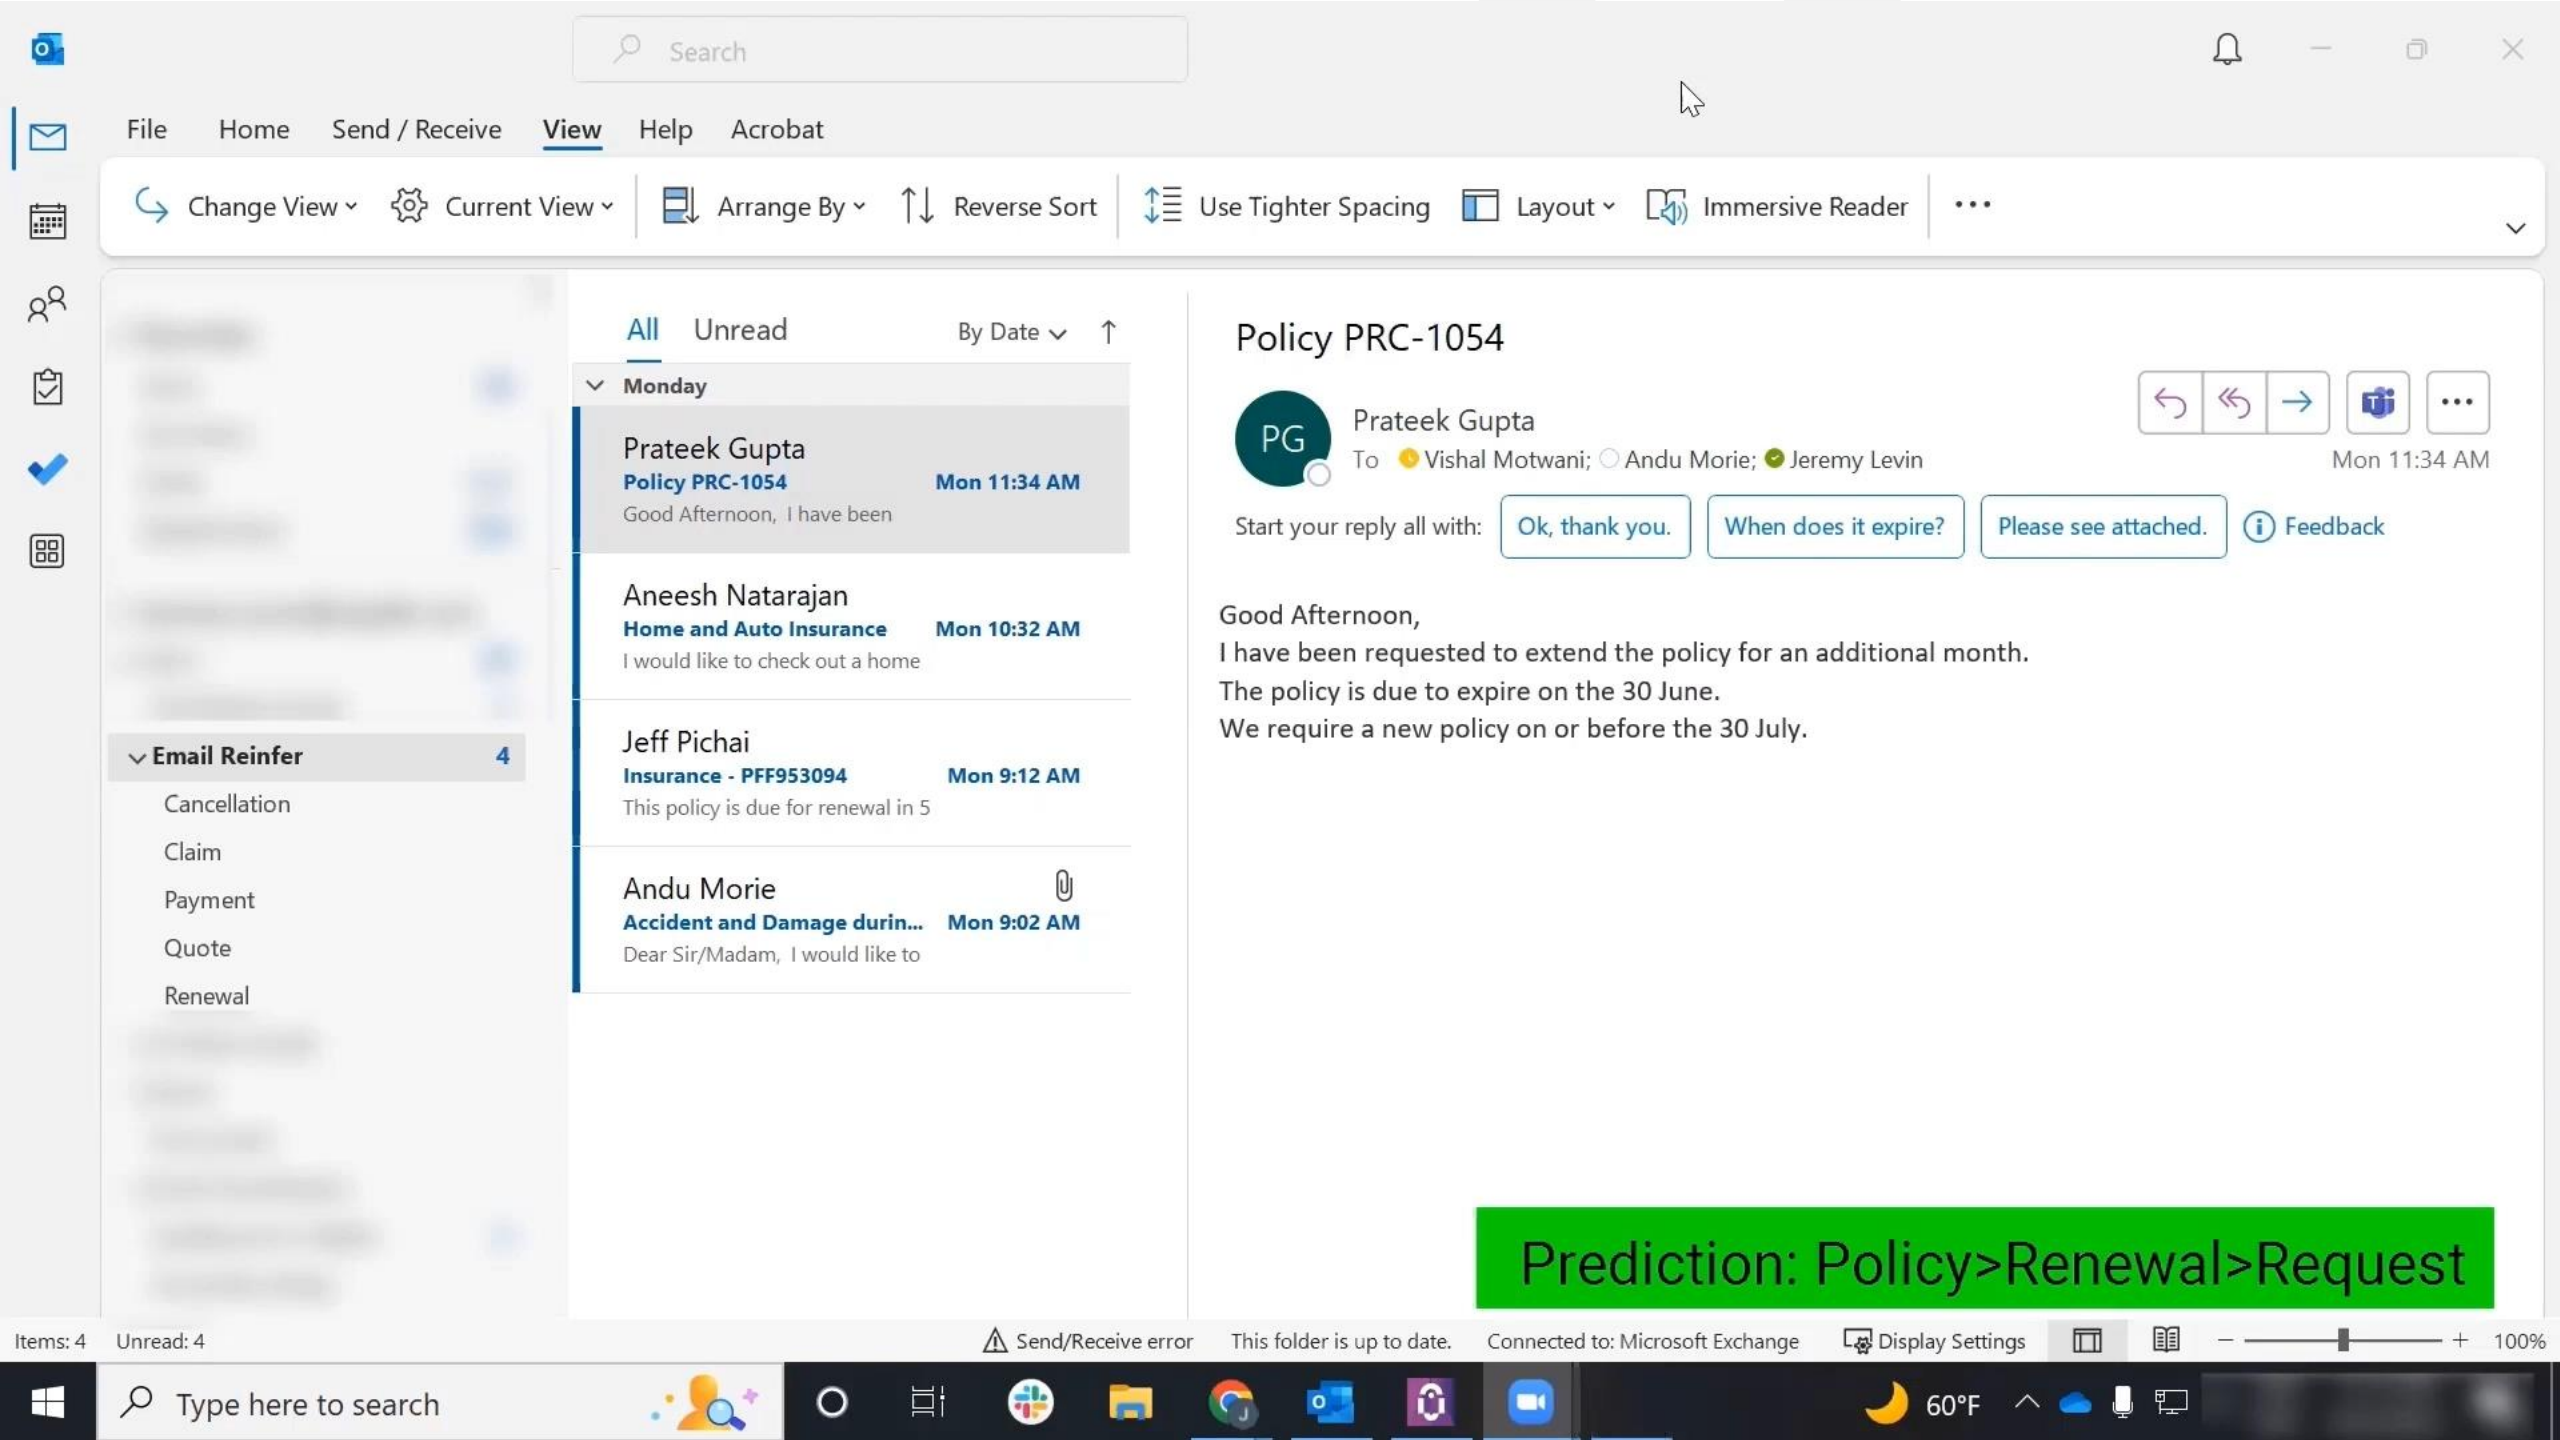 Search
File Home Send / Receive View Help Acrobat
Change View Current View Arrange By Reverse Sort Use Tighter Spacing Layout Immersive Reader ...
All Unread By Date
Monday
Prateek Gupta
Policy PRC-1054 Mon 11:34 AM
Good Afternoon, I have been
Aneesh Natarajan
Home and Auto Insurance Mon 10:32 AM
I would like to check out a home
Jeff Pichai
Insurance - PFF953094 Mon 9:12 AM
This policy is due for renewal in 5
Andu Morie
Accident and Damage durin... Mon 9:02 AM
Dear Sir/Madam, I would like to
Email Reinfer 4
Cancellation
Claim
Payment
Quote
Renewal
Policy PRC-1054
PG
Prateek Gupta
To Vishal Motwani; Andu Morie; Jeremy Levin
Mon 11:34 AM
Start your reply all with: Ok, thank you. When does it expire? Please see attached. Feedback
Good Afternoon,
I have been requested to extend the policy for an additional month.
The policy is due to expire on the 30 June.
We require a new policy on or before the 30 July.
Prediction: Policy>Renewal>Request
Items: 4 Unread: 4 Send/Receive error This folder is up to date. Connected to: Microsoft Exchange Display Settings 100%
Type here to search 60°F